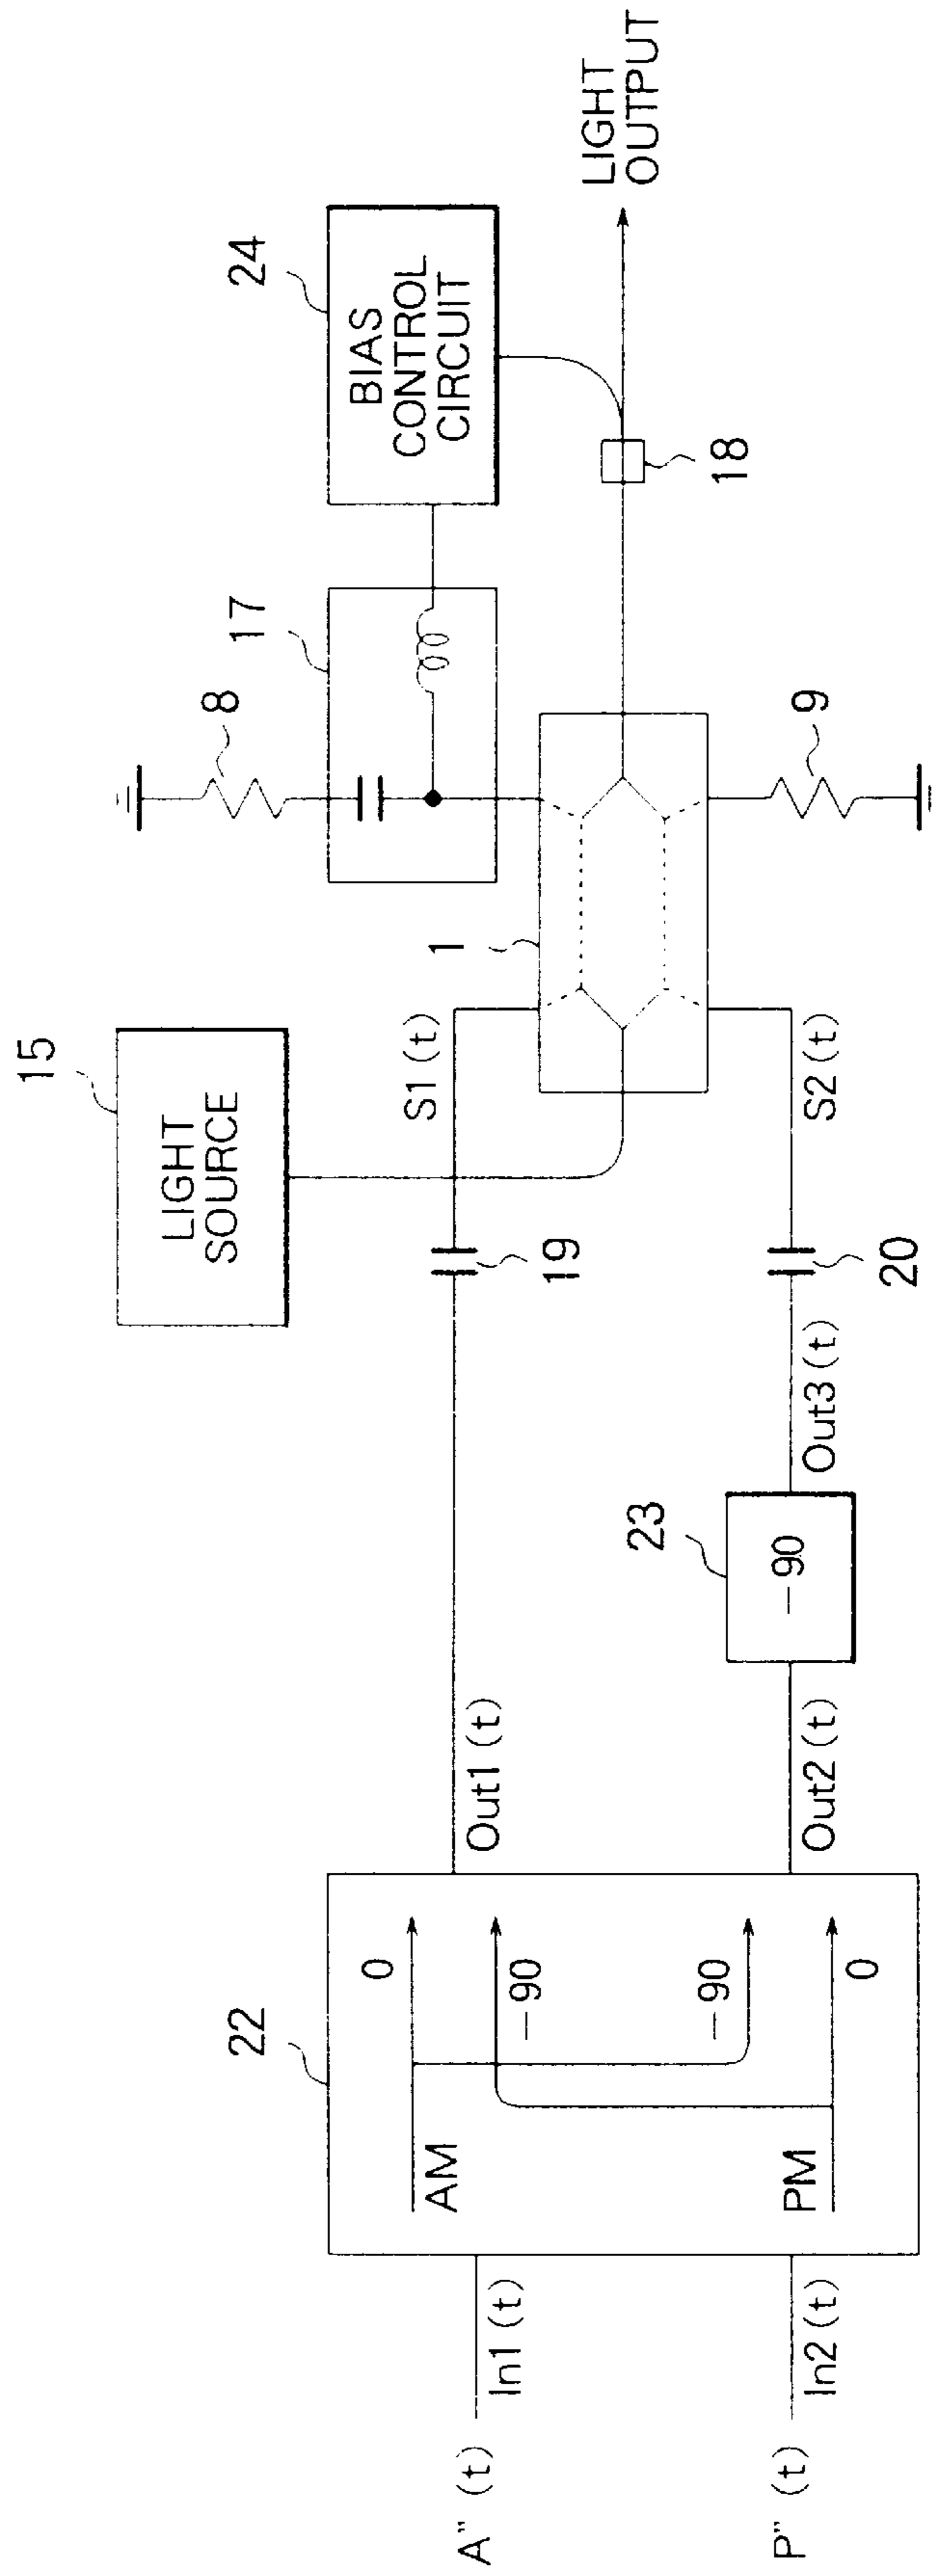 15
LIGHT
SOURCE
8
17
24
BIAS
CONTROL
CIRCUIT
22
AM
0
-90
-90
PM
0
A" (t)
In1 (t)
P" (t)
In2 (t)
Out1 (t)
Out2 (t)
23
-90
Out3 (t)
19
20
S1 (t)
S2 (t)
1
9
18
LIGHT
OUTPUT